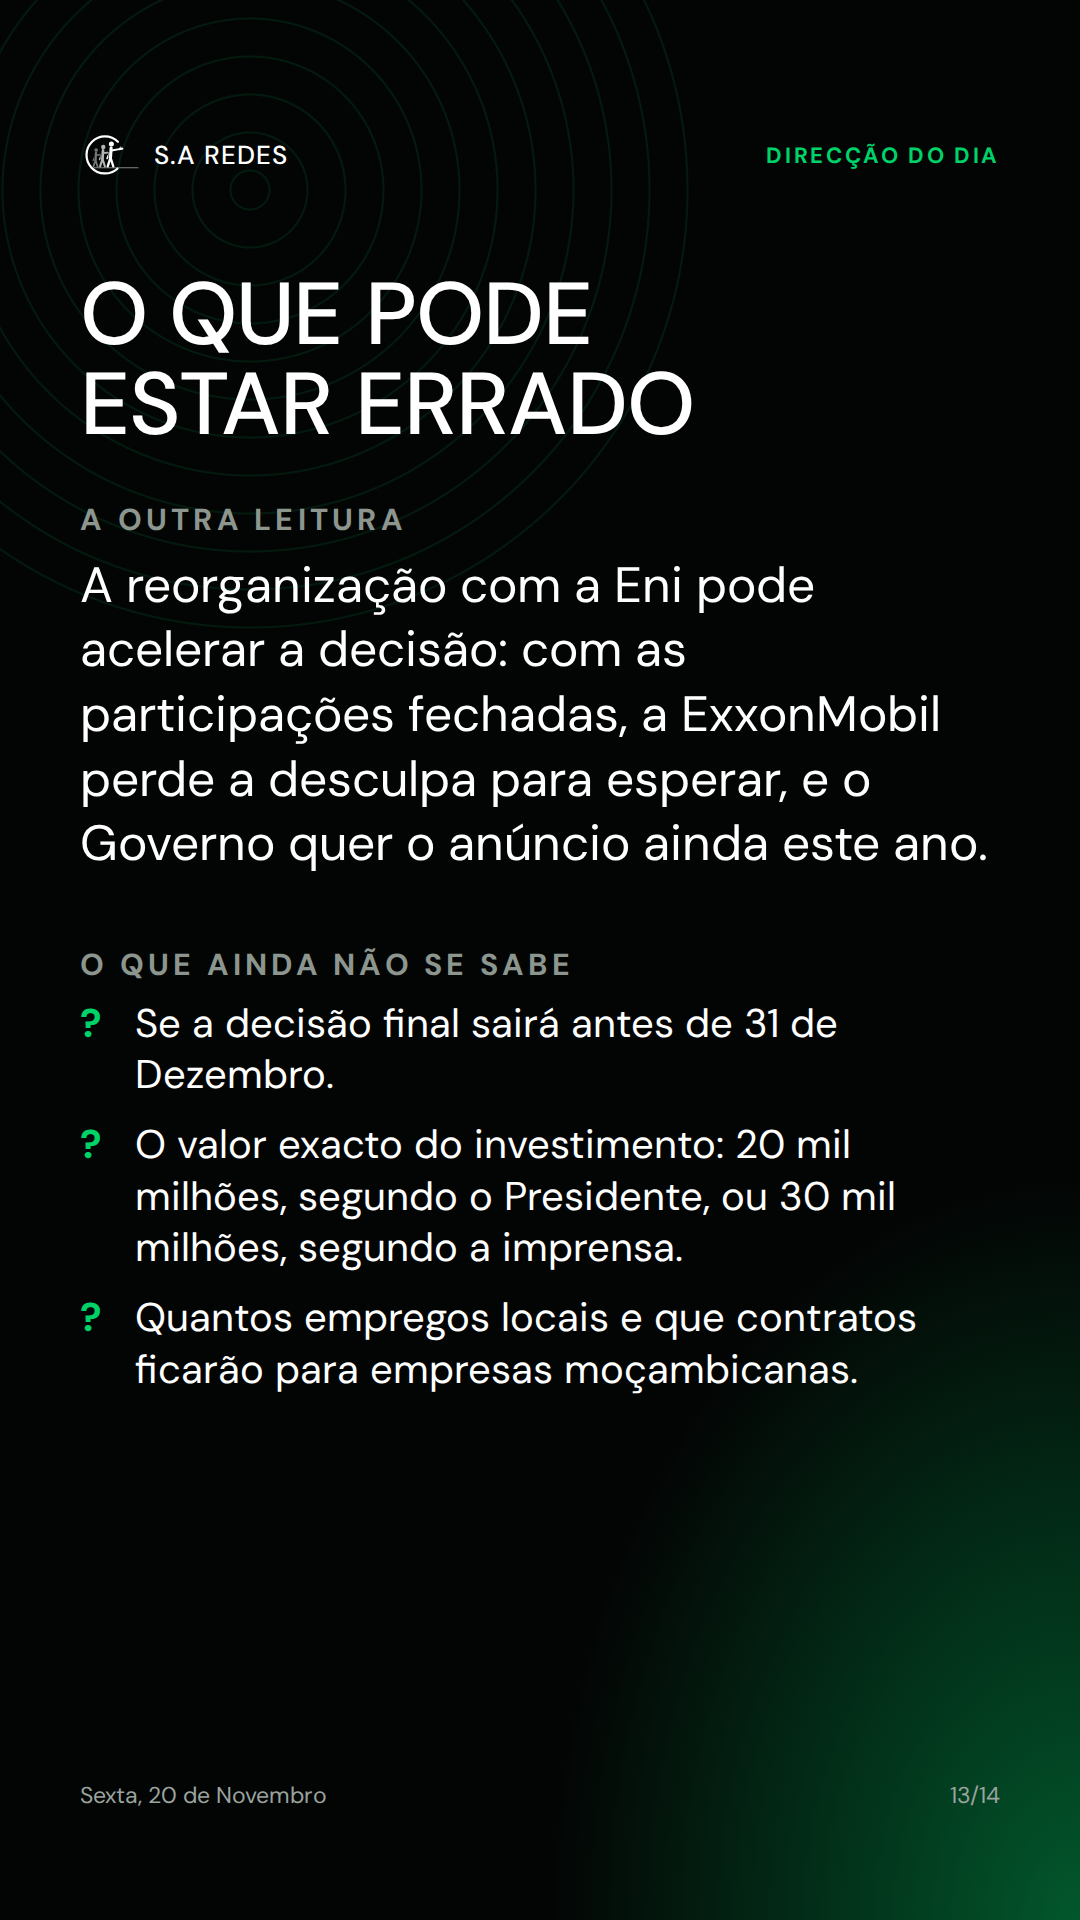 S.A REDES
DIRECÇÃO DO DIA
O QUE PODE
ESTAR ERRADO
A OUTRA LEITURA
A reorganização com a Eni pode
acelerar a decisão: com as
participações fechadas, a ExxonMobil
perde a desculpa para esperar, e o
Governo quer o anúncio ainda este ano.
O QUE AINDA NÃO SE SABE
? Se a decisão final sairá antes de 31 de
Dezembro.
? O valor exacto do investimento: 20 mil
milhões, segundo o Presidente, ou 30 mil
milhões, segundo a imprensa.
? Quantos empregos locais e que contratos
ficarão para empresas moçambicanas.
Sexta, 20 de Novembro
13/14